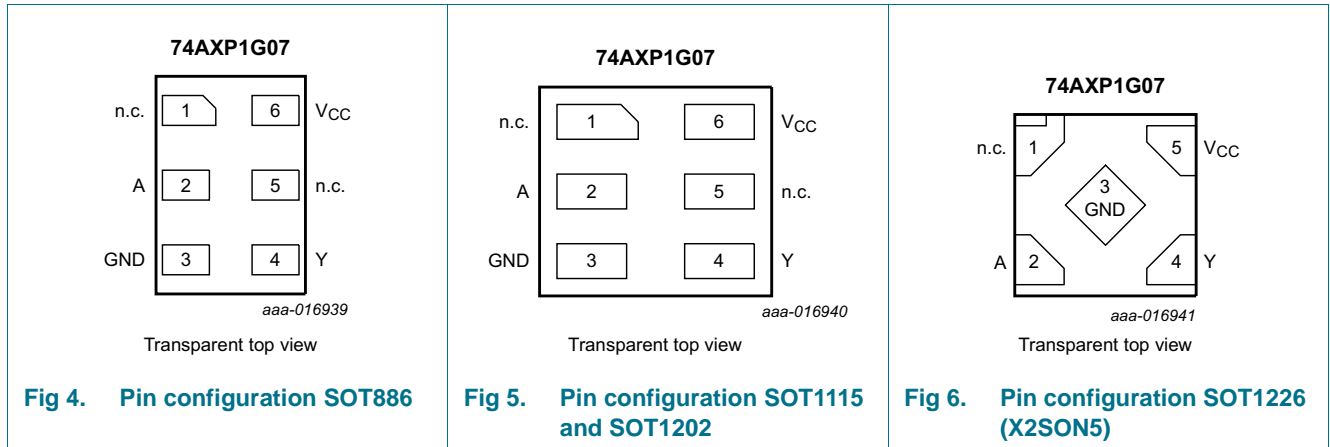 74AXP1G07
n.c. 1 6 VCC
A 2 5 n.c.
GND 3 4 Y
aaa-016939
Transparent top view
Fig 4. Pin configuration SOT886
74AXP1G07
n.c. 1 6 VCC
A 2 5 n.c.
GND 3 4 Y
aaa-016940
Transparent top view
Fig 5. Pin configuration SOT1115
and SOT1202
74AXP1G07
n.c. 1 5 VCC
3
GND
A 2 4 Y
aaa-016941
Transparent top view
Fig 6. Pin configuration SOT1226
(X2SON5)